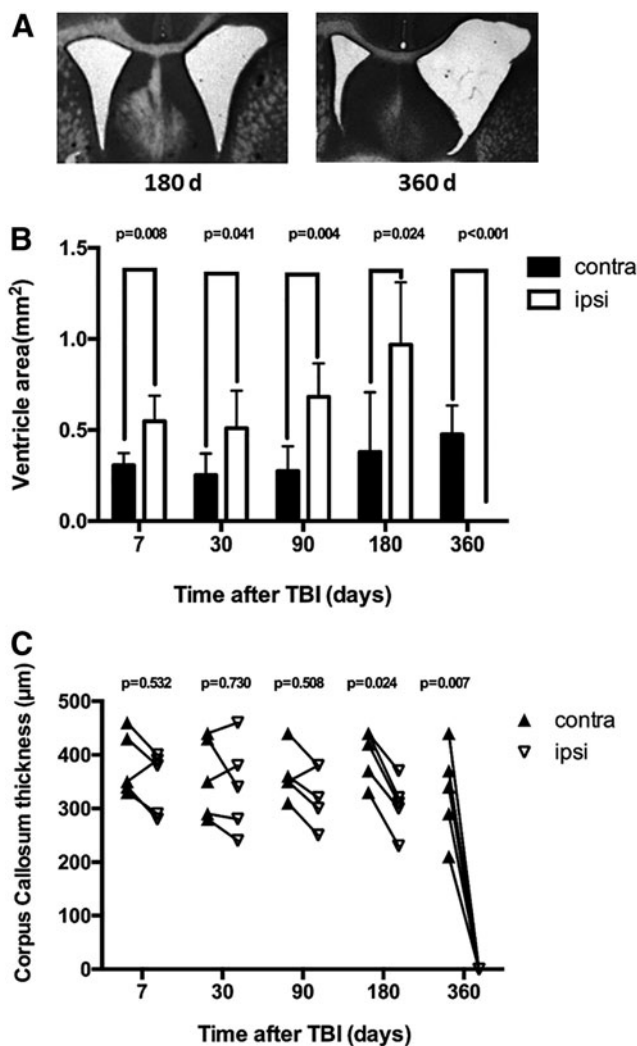 A
180 d 360 d
B
p=0.008 p=0.041 p=0.004 p=0.024 p<0.001
contra
ipsi
Ventricle area(mm²)
1.5
1.0
0.5
0.0
7 30 90 180 360
Time after TBI (days)
C
p=0.532 p=0.730 p=0.508 p=0.024 p=0.007
contra
ipsi
Corpus Callosum thickness (μm)
500
400
300
200
100
0
7 30 90 180 360
Time after TBI (days)